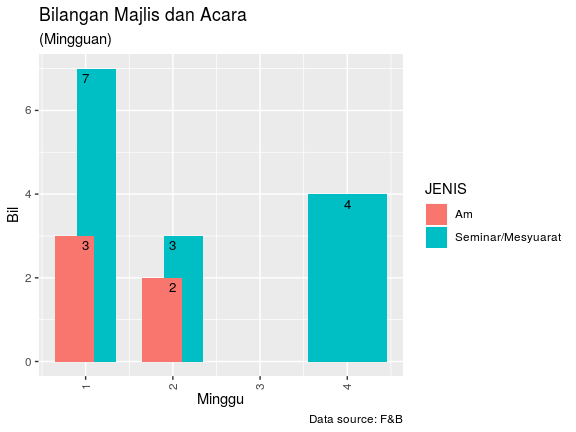 Bilangan Majlis dan Acara
(Mingguan)
Bil
6
4
2
0
7
3
3
2
4
1
2
3
4
Minggu
JENIS
Am
Seminar/Mesyuarat
Data source: F&B